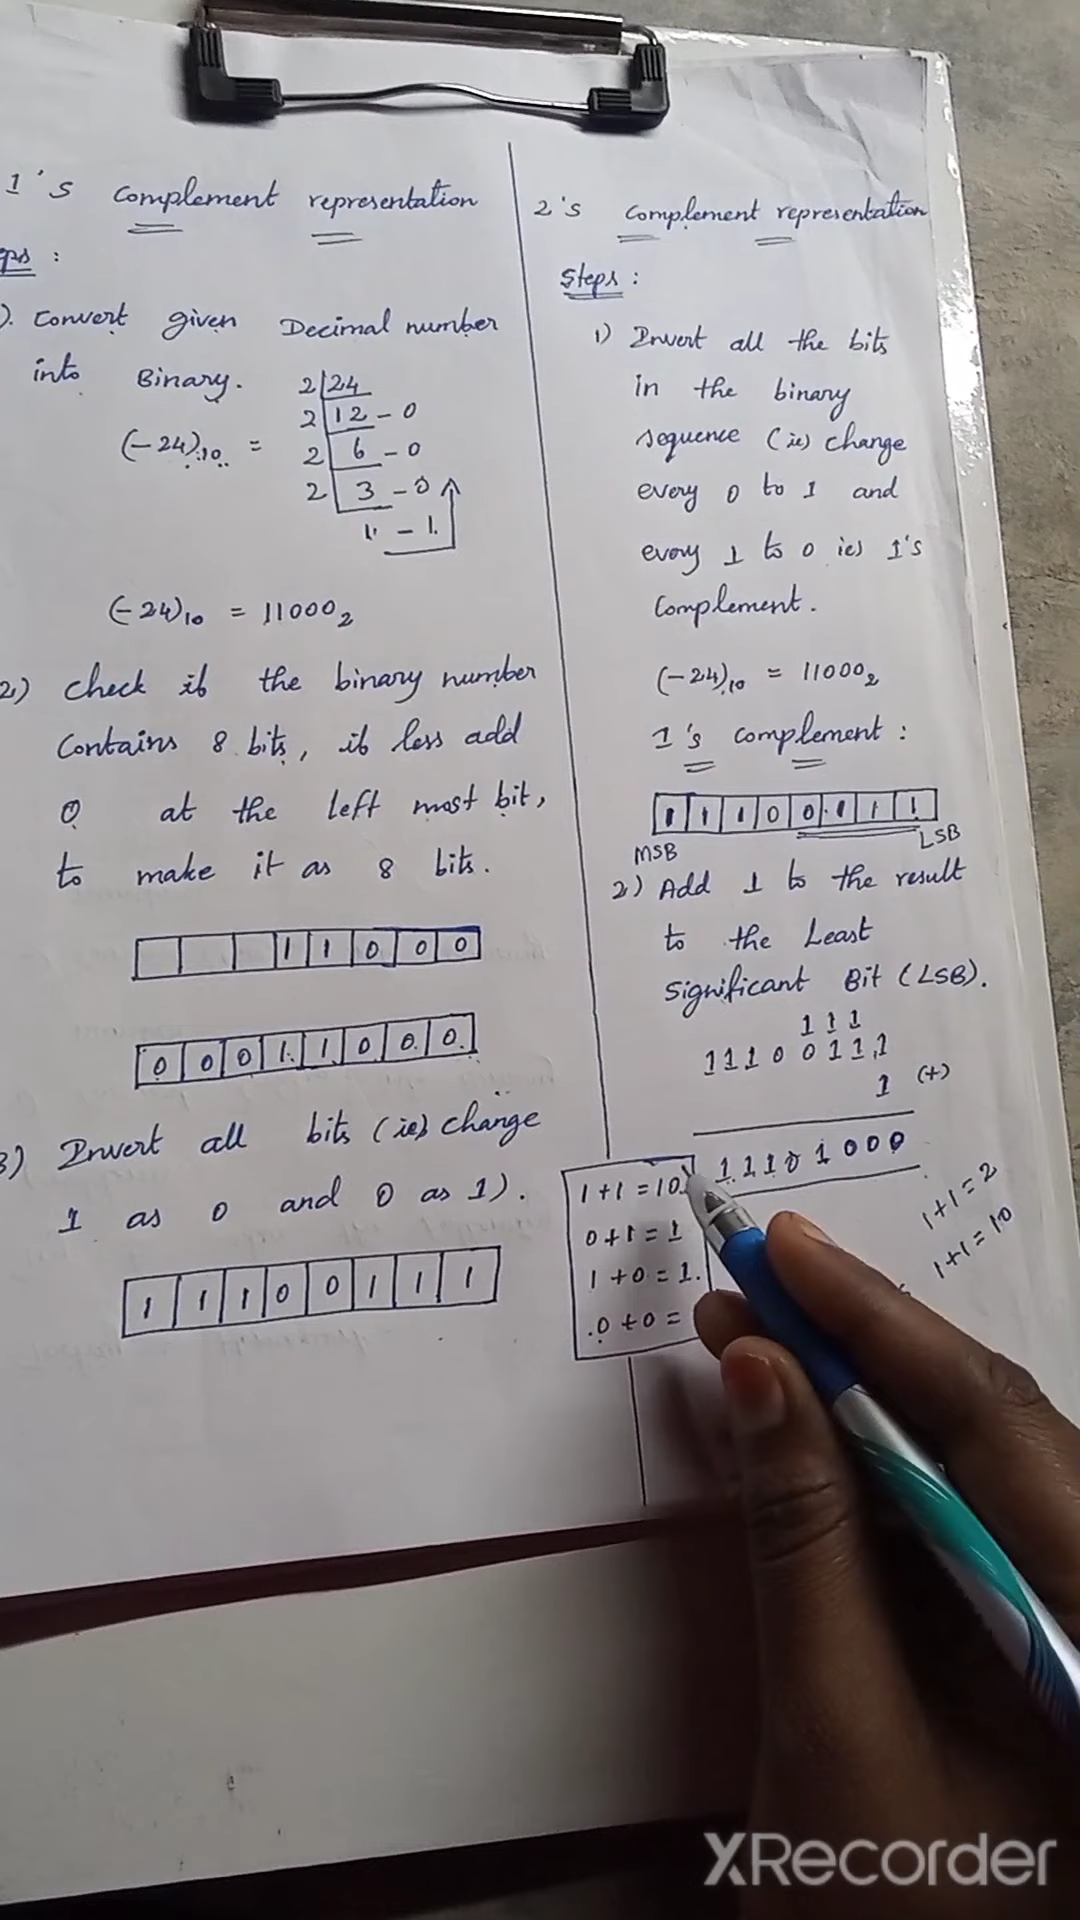 1's complement representation
:
). Convert given Decimal number
into Binary.
2 24
2 12 - 0
(-24)10 = 2 6 - 0
2 3 - 0
1 - 1
(-24)10 = 11000₂
2) Check if the binary number
Contains 8 bits, if less add
0 at the left most bit,
to make it as 8 bits.
1 1 0 0 0
0 0 0 1 1 0 0 0
3) Invert all bits (ie) change
1 as 0 and 0 as 1).
1 1 1 0 0 1 1 1
2's complement representation
Steps :
1) Invert all the bits
in the binary
sequence (ie) change
every 0 to 1 and
every 1 to 0 ie) 1's
Complement.
(-24)10 = 11000₂
1's complement :
1 1 1 0 0 1 1 1
MSB LSB
2) Add 1 to the result
to the Least
significant Bit (LSB).
1 1 1
1 1 1 0 0 1 1 1
1 (+)
1 1 1 0 1 0 0 0
1+1 = 10
0+1 = 1
1+0 = 1.
0+0 =
1+1=2
1+1=10
XRecorder